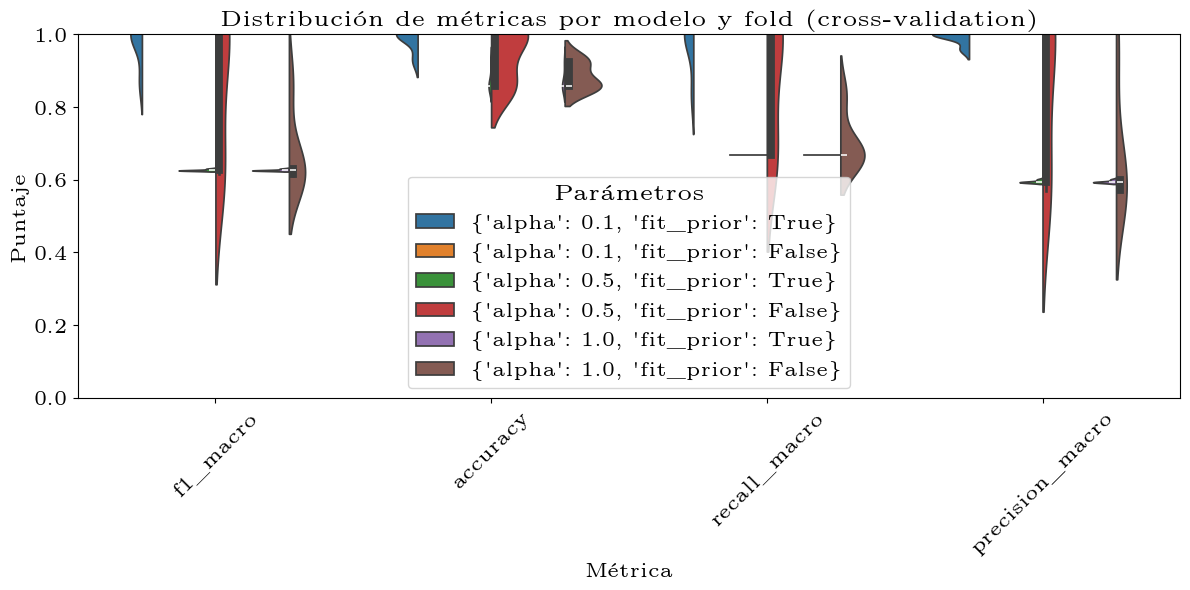 Distribución de métricas por modelo y fold (cross-validation)
Puntaje
1.0
0.8
0.6
0.4
0.2
0.0
Parámetros
{'alpha': 0.1, 'fit_prior': True}
{'alpha': 0.1, 'fit_prior': False}
{'alpha': 0.5, 'fit_prior': True}
{'alpha': 0.5, 'fit_prior': False}
{'alpha': 1.0, 'fit_prior': True}
{'alpha': 1.0, 'fit_prior': False}
f1_macro
accuracy
recall_macro
precision_macro
Métrica